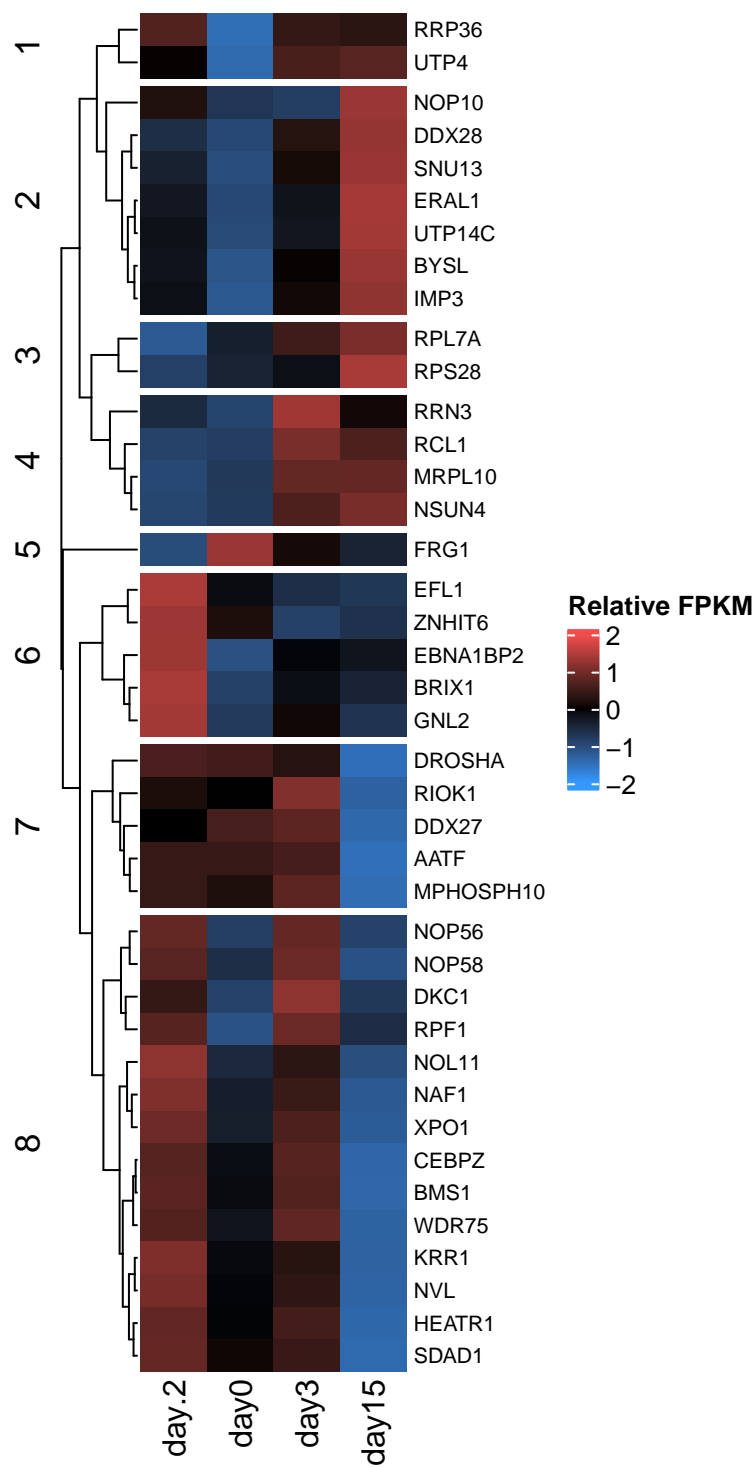 1
RRP36
UTP4
2
NOP10
DDX28
SNU13
ERAL1
UTP14C
BYSL
IMP3
3
RPL7A
RPS28
4
RRN3
RCL1
MRPL10
NSUN4
5
FRG1
6
EFL1
ZNHIT6
EBNA1BP2
BRIX1
GNL2
Relative FPKM
2
1
0
−1
−2
7
DROSHA
RIOK1
DDX27
AATF
MPHOSPH10
8
NOP56
NOP58
DKC1
RPF1
NOL11
NAF1
XPO1
CEBPZ
BMS1
WDR75
KRR1
NVL
HEATR1
SDAD1
day.2
day0
day3
day15